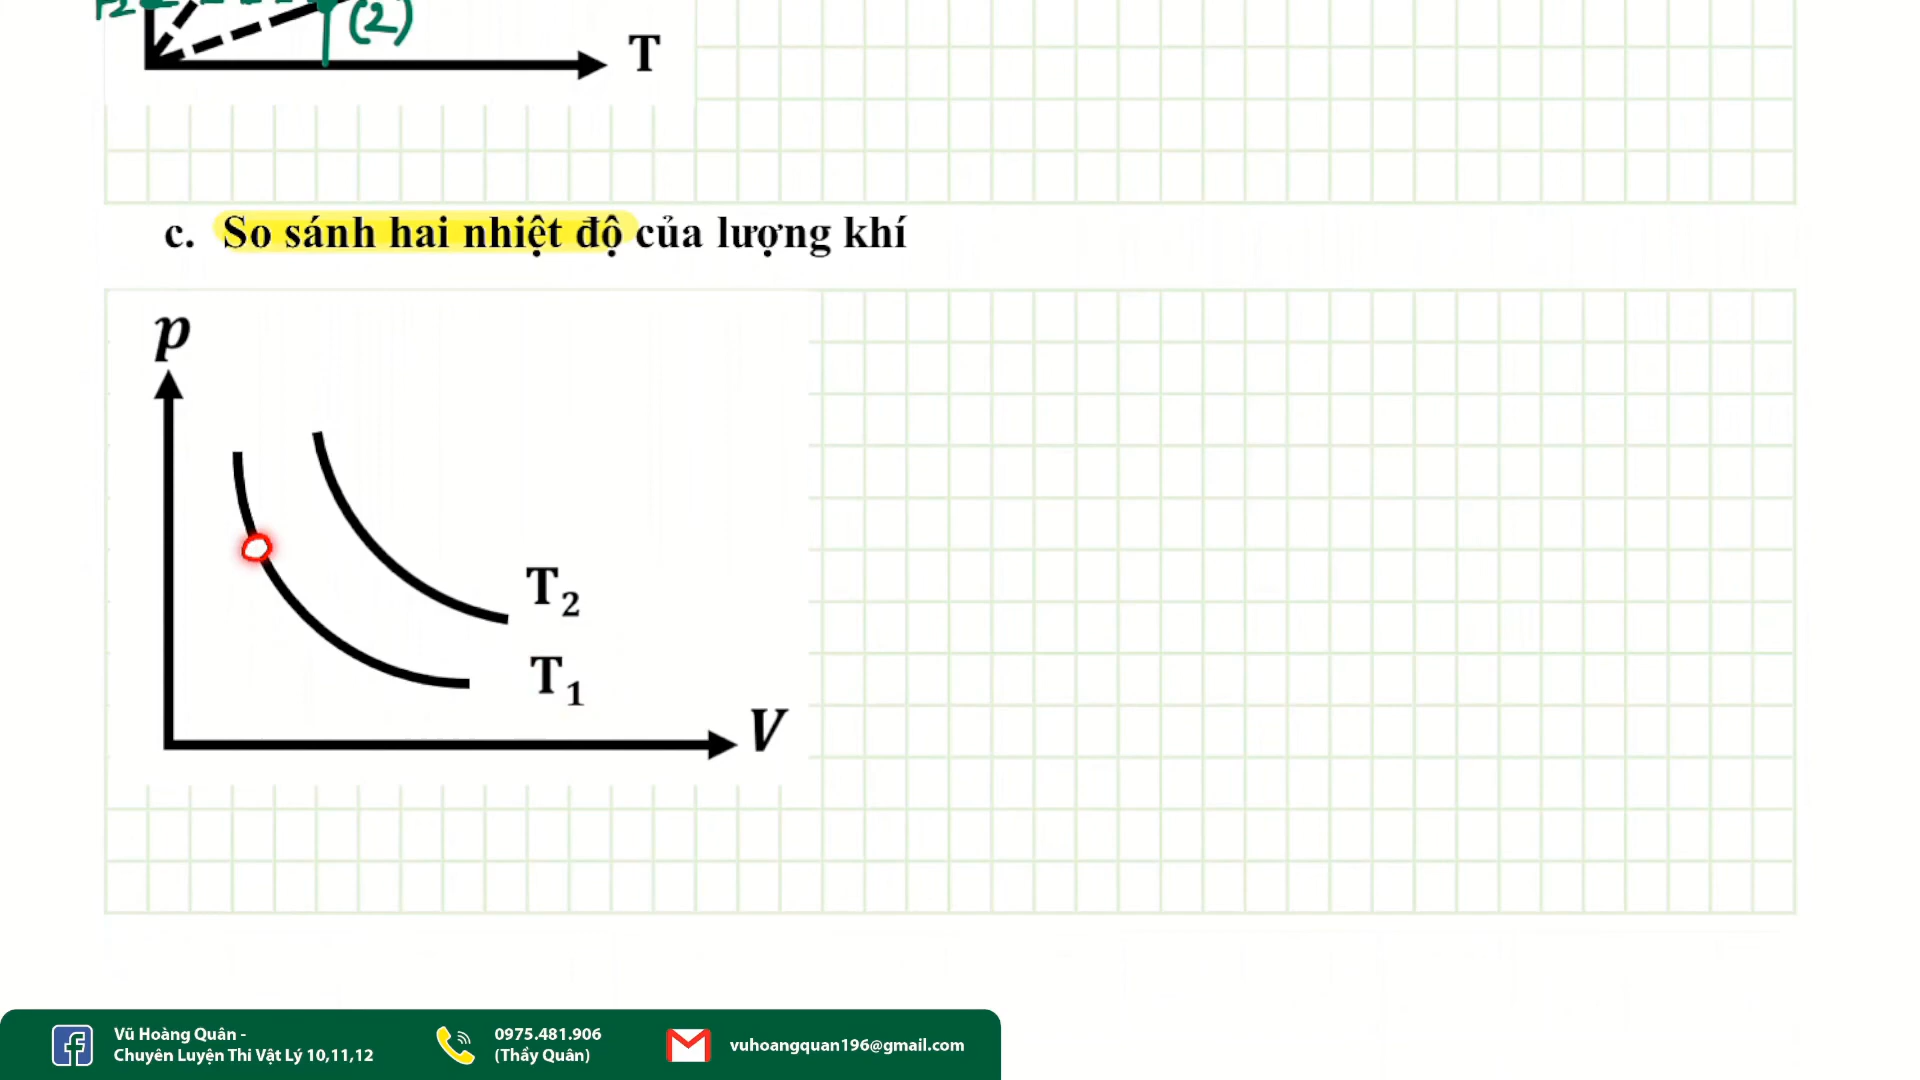 (2)
T
c. So sánh hai nhiệt độ của lượng khí
p
T₂
T₁
V
Vũ Hoàng Quân -
Chuyên Luyện Thi Vật Lý 10,11,12
0975.481.906
(Thầy Quân)
vuhoangquan196@gmail.com